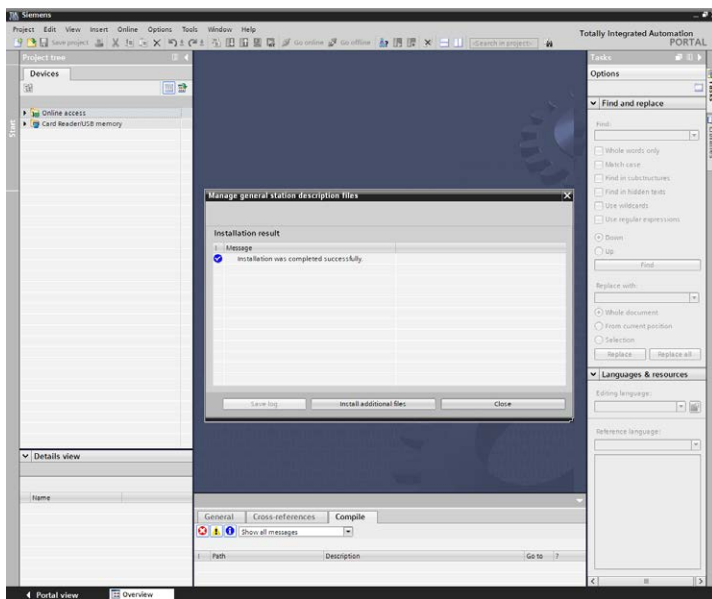 Siemens
Project Edit View Insert Online Options Tools Window Help
Totally Integrated Automation
PORTAL
Save project
Go online
Go offline
<Search in project>
Project tree
Devices
Online access
Card Reader/USB memory
Start
Details view
Name
Manage general station description files
Installation result
! Message
Installation was completed successfully.
Save log
Install additional files
Close
General
Cross-references
Compile
Show all messages
! Path Description Go to ?
Tasks
Options
Find and replace
Find:
Whole words only
Match case
Find in substructures
Find in hidden texts
Use wildcards
Use regular expressions
Down
Up
Find
Replace with:
Whole document
From current position
Selection
Replace
Replace all
Languages & resources
Editing language:
Reference language:
Portal view
Overview